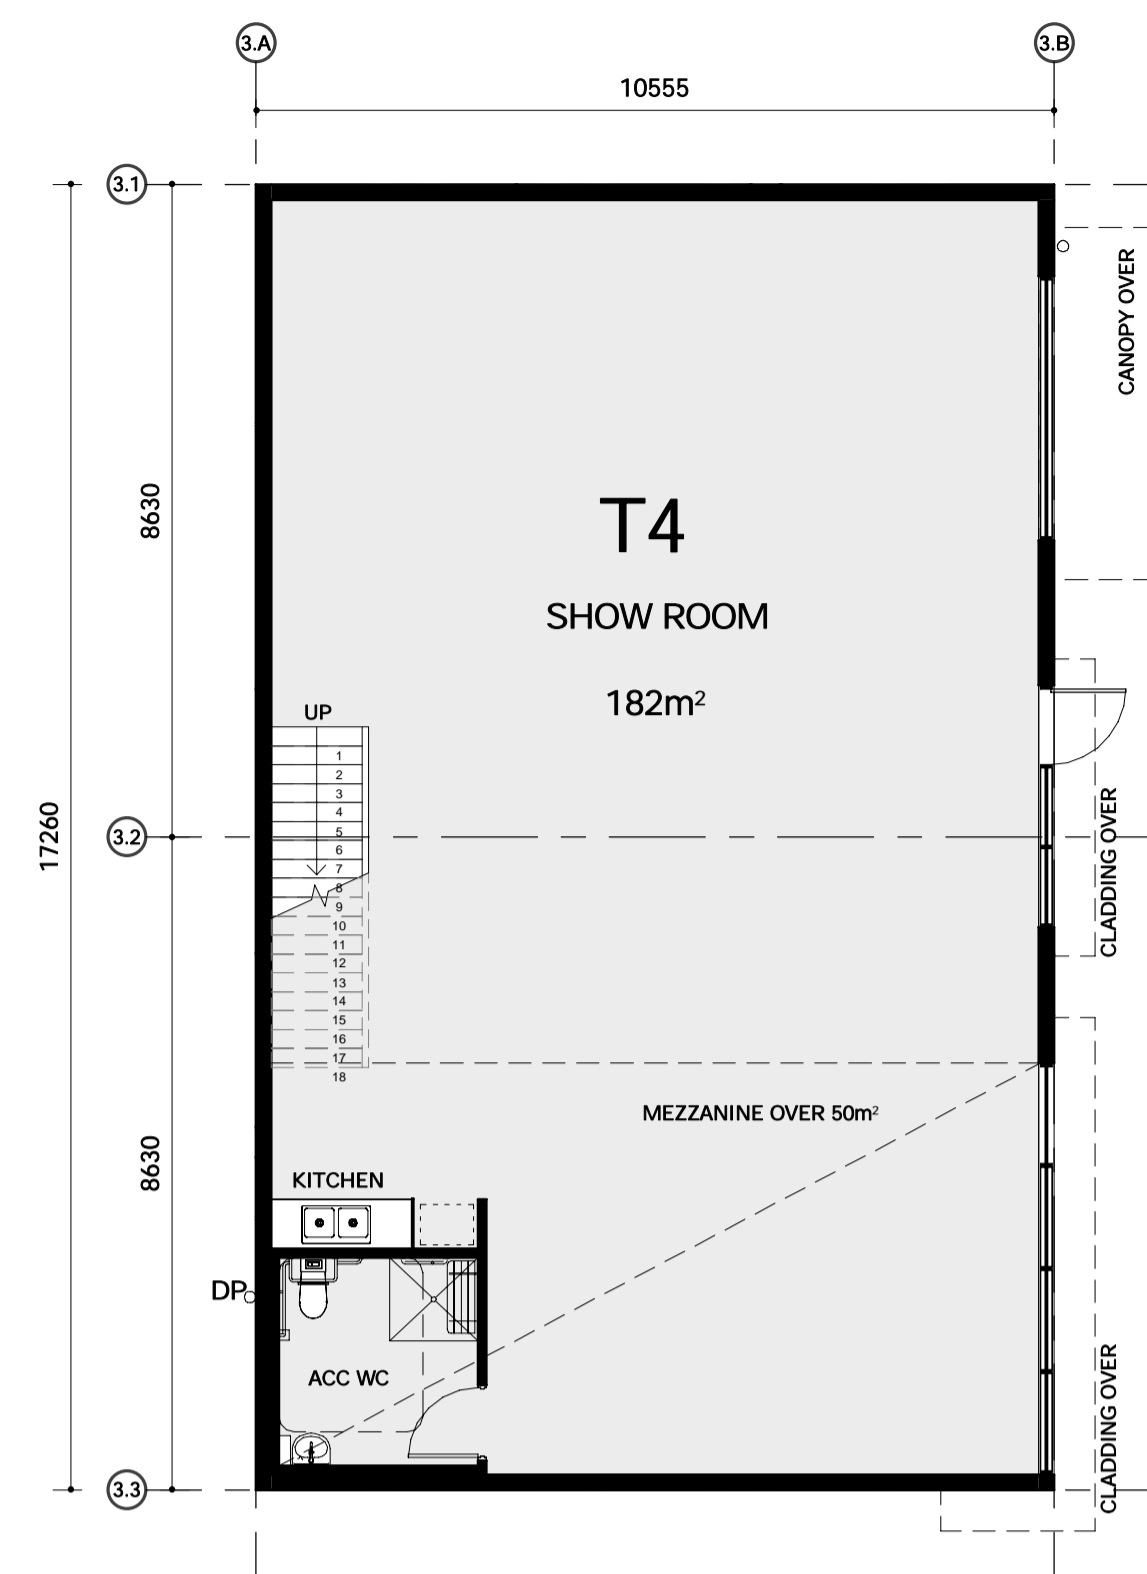 3.A
3.B
10555
3.1
CANOPY OVER
8630
T4
SHOW ROOM
182m²
UP
1
2
3
4
5
6
7
8
9
10
11
12
13
14
15
16
17
18
17260
3.2
CLADDING OVER
MEZZANINE OVER 50m²
8630
KITCHEN
DP
ACC WC
CLADDING OVER
3.3